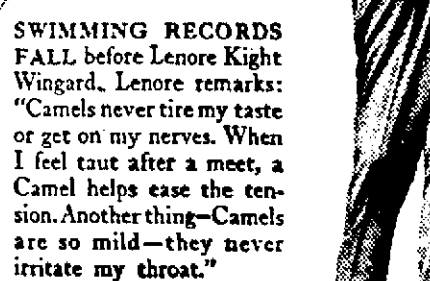 SWIMMING RECORDS
FALL before Lenore Kight
Wingard. Lenore remarks:
"Camels never tire my taste
or get on my nerves. When
I feel taut after a meet, a
Camel helps ease the ten-
sion. Another thing—Camels
are so mild—they never
irritate my throat."